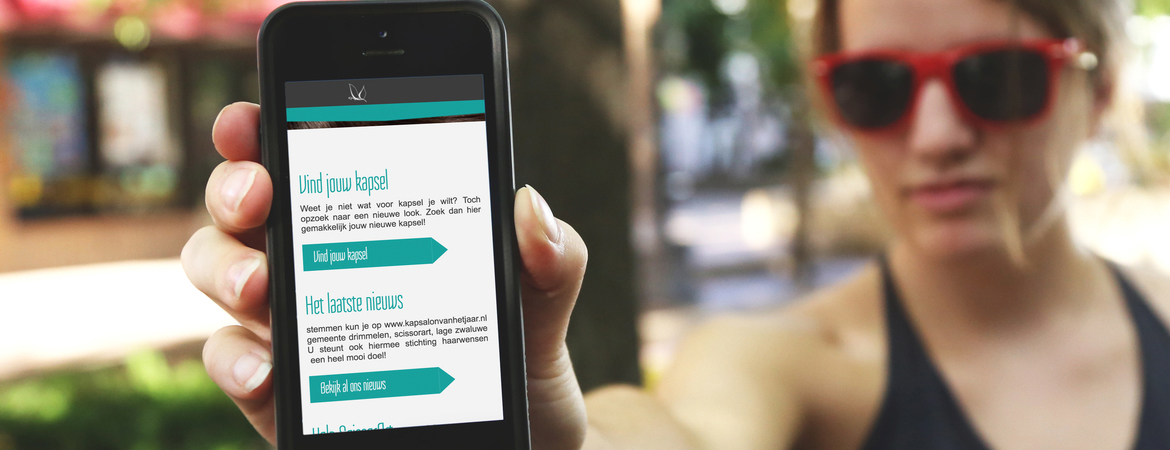 Vind jouw kapsel
Weet je niet wat voor kapsel je wilt? Toch
opzoek naar een nieuwe look. Zoek dan hier
gemakkelijk jouw nieuwe kapsel!
Vind jouw kapsel
Het laatste nieuws
stemmen kun je op www.kapsalonvanhetjaar.nl
gemeente drimmelen, scissorart, lage zwaluwe
U steunt ook hiermee stichting haarwensen
een heel mooi doel!
Bekijk al ons nieuws